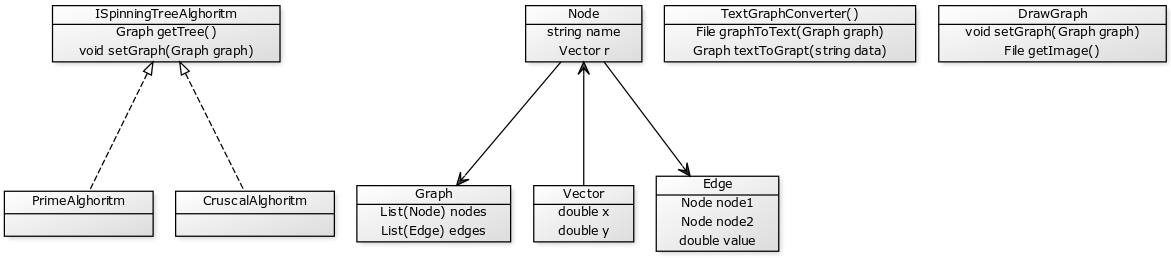 ISpinningTreeAlghoritm
Graph getTree()
void setGraph(Graph graph)
Node
string name
Vector r
TextGraphConverter()
File graphToText(Graph graph)
Graph textToGrapt(string data)
DrawGraph
void setGraph(Graph graph)
File getImage()
PrimeAlghoritm
CruscalAlghoritm
Graph
List(Node) nodes
List(Edge) edges
Vector
double x
double y
Edge
Node node1
Node node2
double value